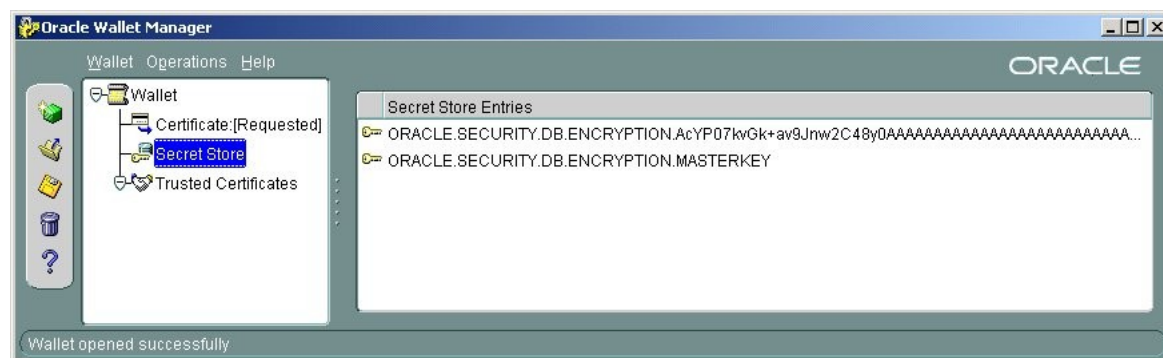 Oracle Wallet Manager
Wallet Operations Help
ORACLE
Wallet
Certificate:[Requested]
Secret Store
Trusted Certificates
Secret Store Entries
ORACLE.SECURITY.DB.ENCRYPTION.AcYP07kvGk+av9Jnw2C48y0AAAAAAAAAAAAAAAAAAAAAAAAAA...
ORACLE.SECURITY.DB.ENCRYPTION.MASTERKEY
Wallet opened successfully